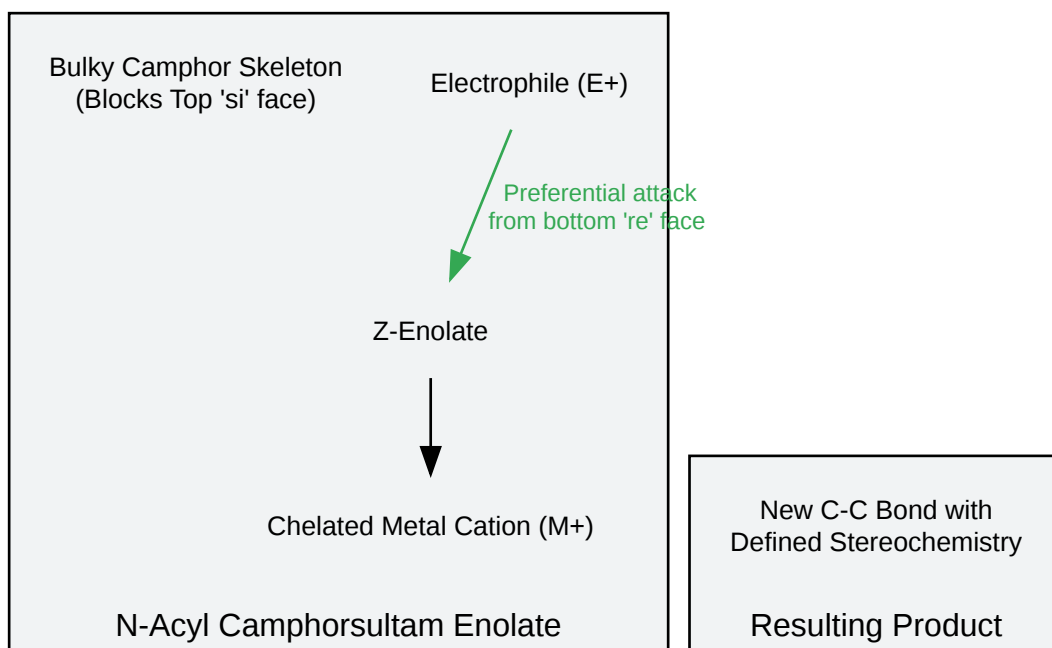 Bulky Camphor Skeleton
(Blocks Top 'si' face)
Electrophile (E+)
Preferential attack
from bottom 're' face
Z-Enolate
Chelated Metal Cation (M+)
N-Acyl Camphorsultam Enolate
New C-C Bond with
Defined Stereochemistry
Resulting Product